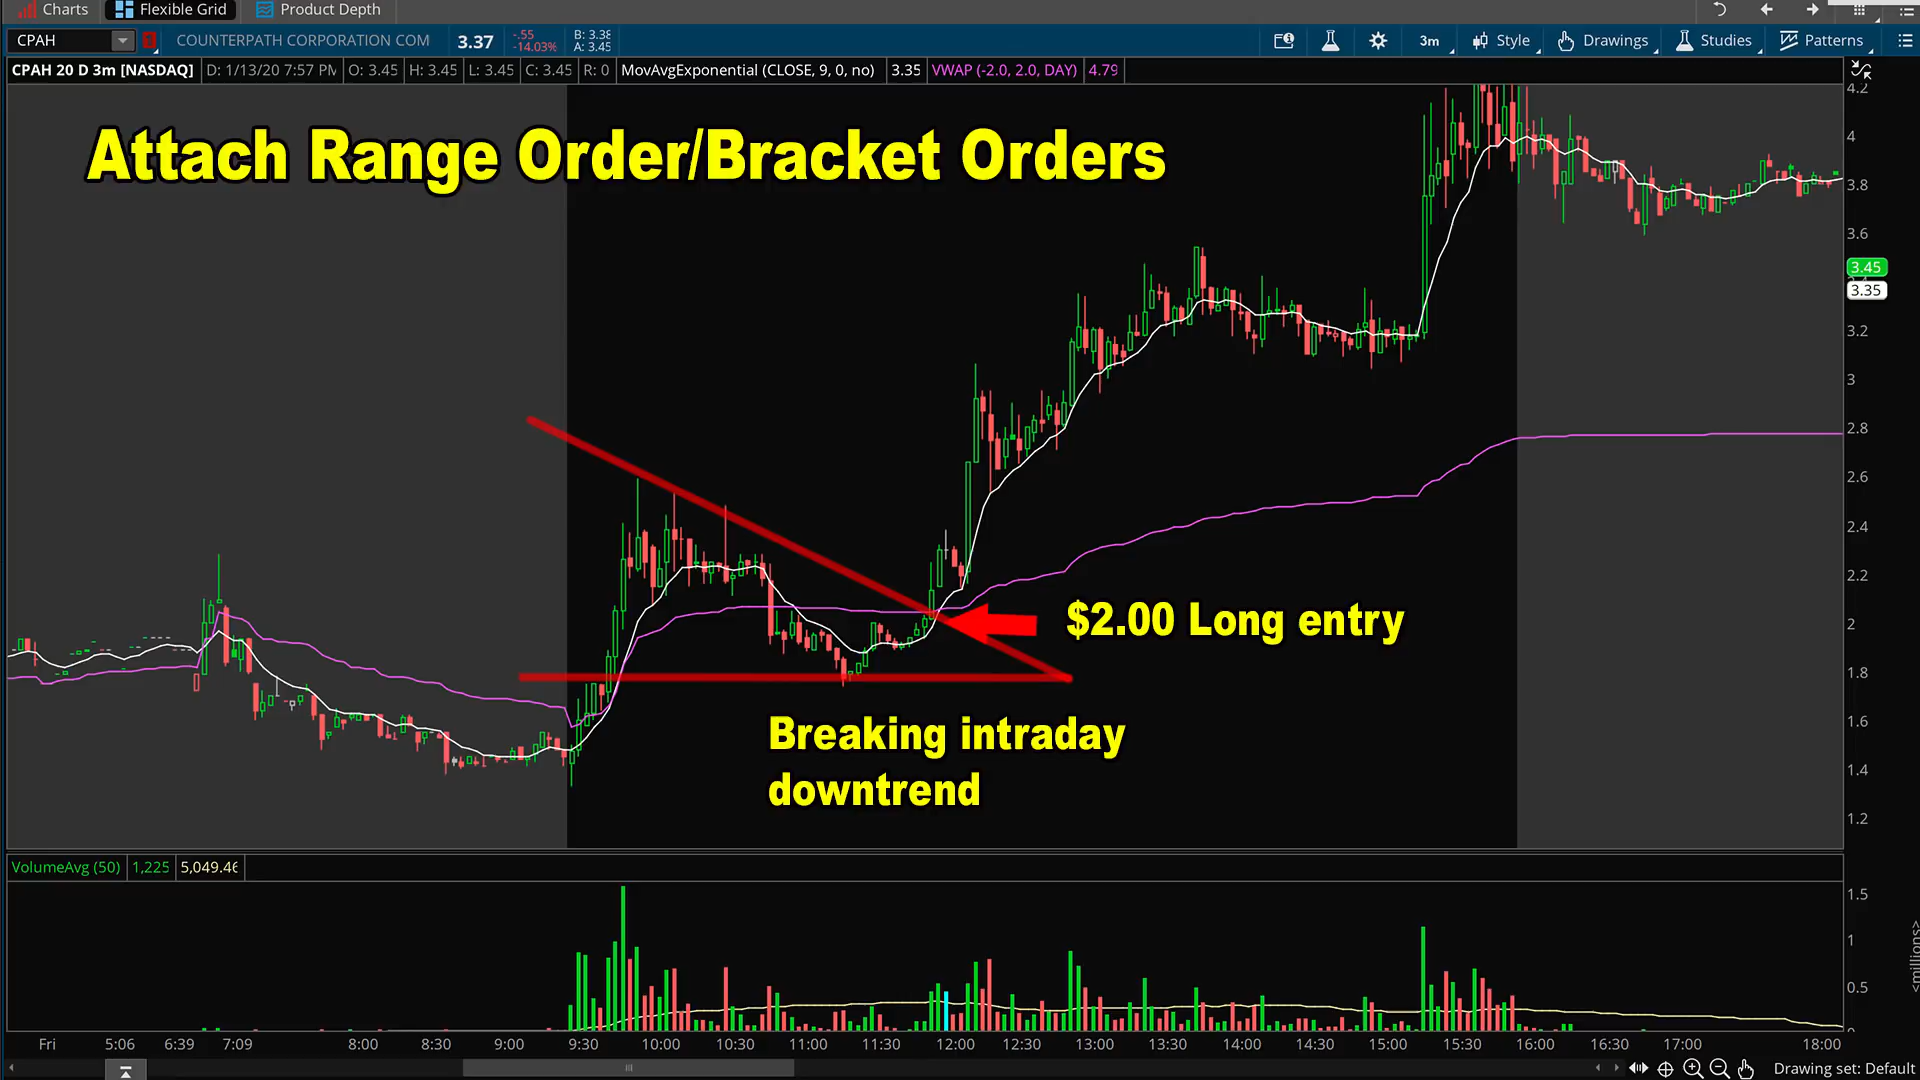 Charts Flexible Grid Product Depth
CPAH COUNTERPATH CORPORATION COM 3.37 -.55 -14.03% B: 3.38 A: 3.45 3m Style Drawings Studies Patterns
CPAH 20 D 3m [NASDAQ] D: 1/13/20 7:57 PM O: 3.45 H: 3.45 L: 3.45 C: 3.45 R: 0 MovAvgExponential (CLOSE, 9, 0, no) 3.35 VWAP (-2.0, 2.0, DAY) 4.79
Attach Range Order/Bracket Orders
4.2
4
3.8
3.6
3.45
3.35
3.2
3
2.8
2.6
2.4
2.2
2
1.8
1.6
1.4
1.2
$2.00 Long entry
Breaking intraday
downtrend
VolumeAvg (50) 1,225 5,049.46
1.5
1
0.5
<millions>
Fri 5:06 6:39 7:09 8:00 8:30 9:00 9:30 10:00 10:30 11:00 11:30 12:00 12:30 13:00 13:30 14:00 14:30 15:00 15:30 16:00 16:30 17:00 18:00
Drawing set: Default